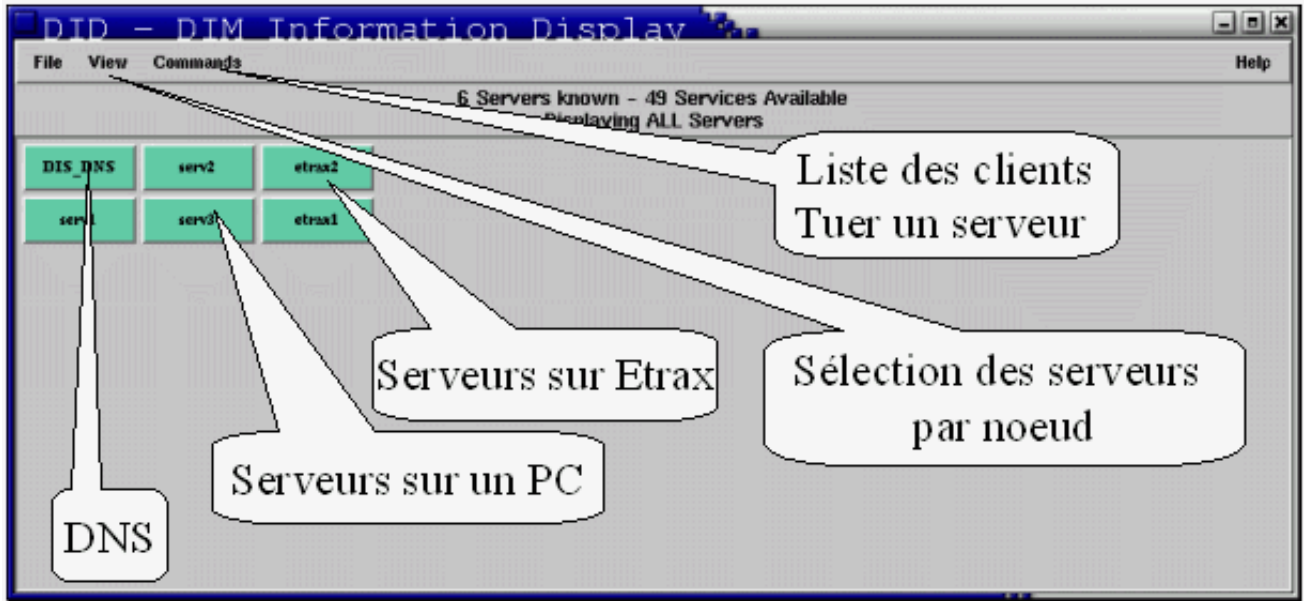 DID - DIM Information Display
File View Commands Help
6 Servers known - 49 Services Available
Displaying ALL Servers
DIS_DNS serv2 etrax2
serv1 serv3 etrax1
Liste des clients
Tuer un serveur
Serveurs sur Etrax
Sélection des serveurs
par noeud
Serveurs sur un PC
DNS